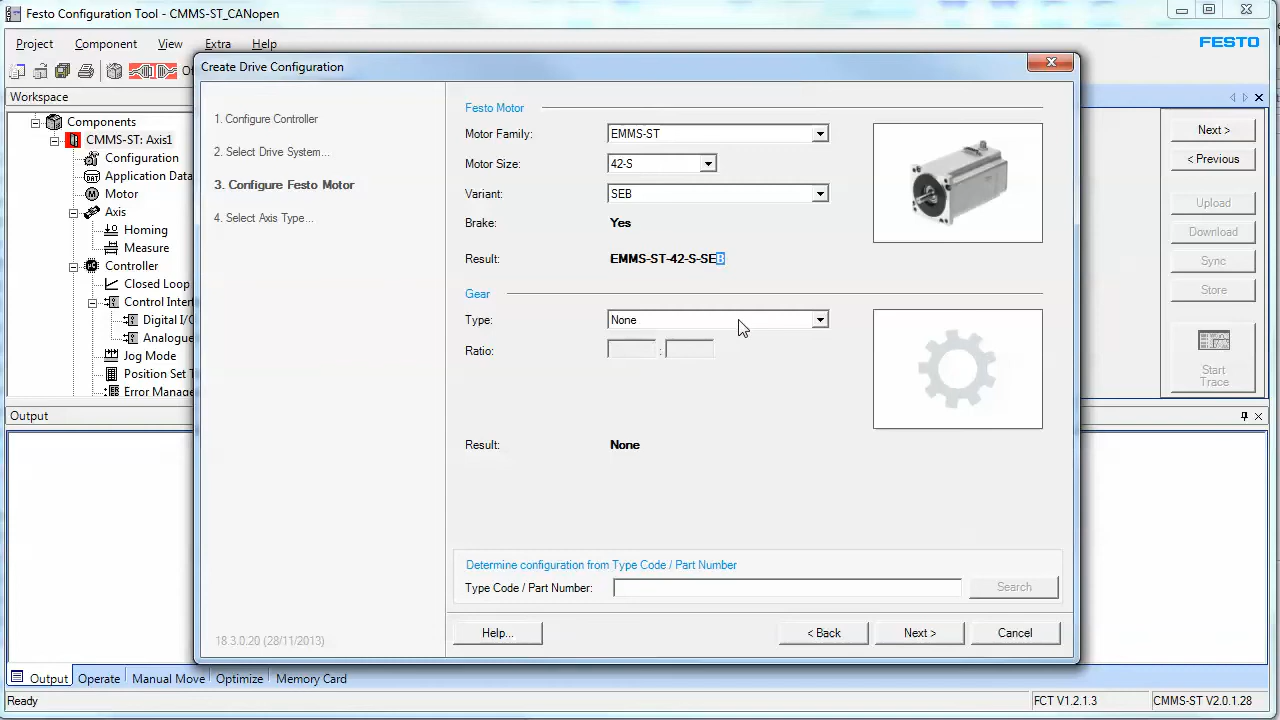 Festo Configuration Tool - CMMS-ST_CANopen
Project Component View Extra Help
FESTO
Workspace
Components
CMMS-ST: Axis1
Configuration
Application Data
Motor
Axis
Homing
Measure
Controller
Closed Loop
Control Interf
Digital I/O
Analogue
Jog Mode
Position Set T
Error Manage
Create Drive Configuration
1. Configure Controller
2. Select Drive System...
3. Configure Festo Motor
4. Select Axis Type...
18.3.0.20 (28/11/2013)
Festo Motor
Motor Family: EMMS-ST
Motor Size: 42-S
Variant: SEB
Brake: Yes
Result: EMMS-ST-42-S-SEB
Gear
Type: None
Ratio: :
Result: None
Determine configuration from Type Code / Part Number
Type Code / Part Number: Search
Help... < Back Next > Cancel
Next >
< Previous
Upload
Download
Sync
Store
Start
Trace
Output
Output Operate Manual Move Optimize Memory Card
Ready FCT V1.2.1.3 CMMS-ST V2.0.1.28